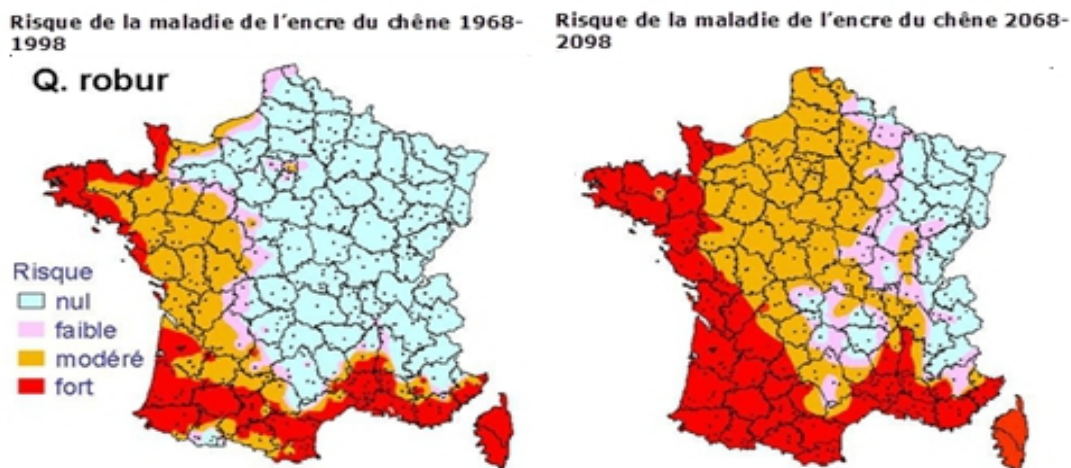 Risque de la maladie de l'encre du chêne 1968-
1998
Q. robur
Risque
nul
faible
modéré
fort
Risque de la maladie de l'encre du chêne 2068-
2098